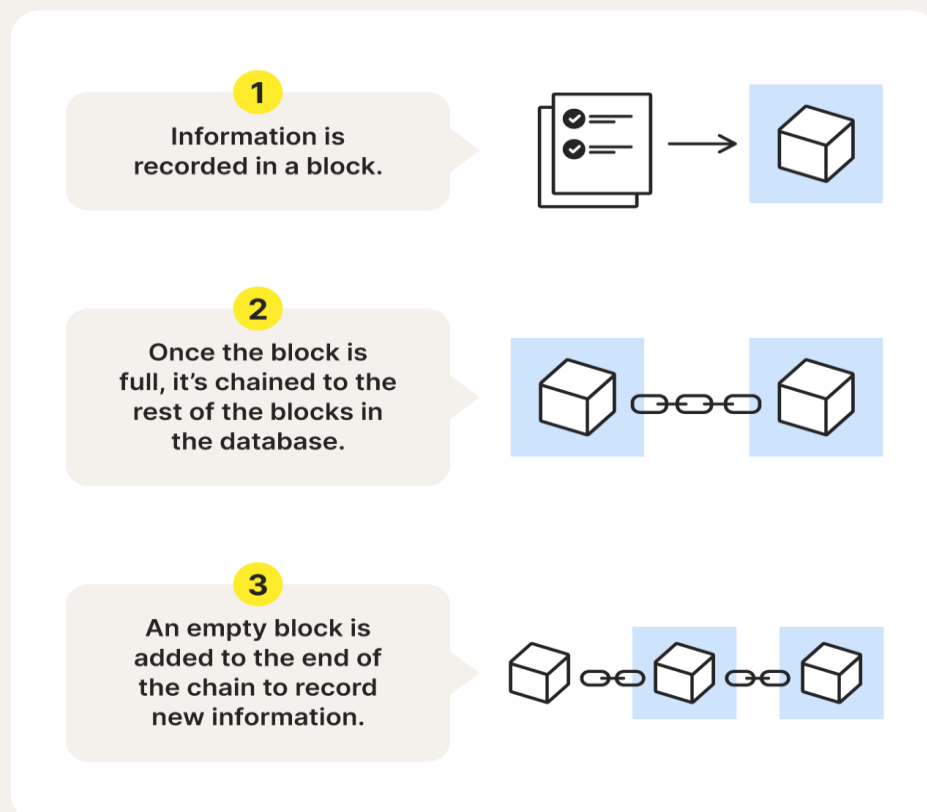 1
Information is
recorded in a block.
2
Once the block is
full, it’s chained to the
rest of the blocks in
the database.
3
An empty block is
added to the end of
the chain to record
new information.